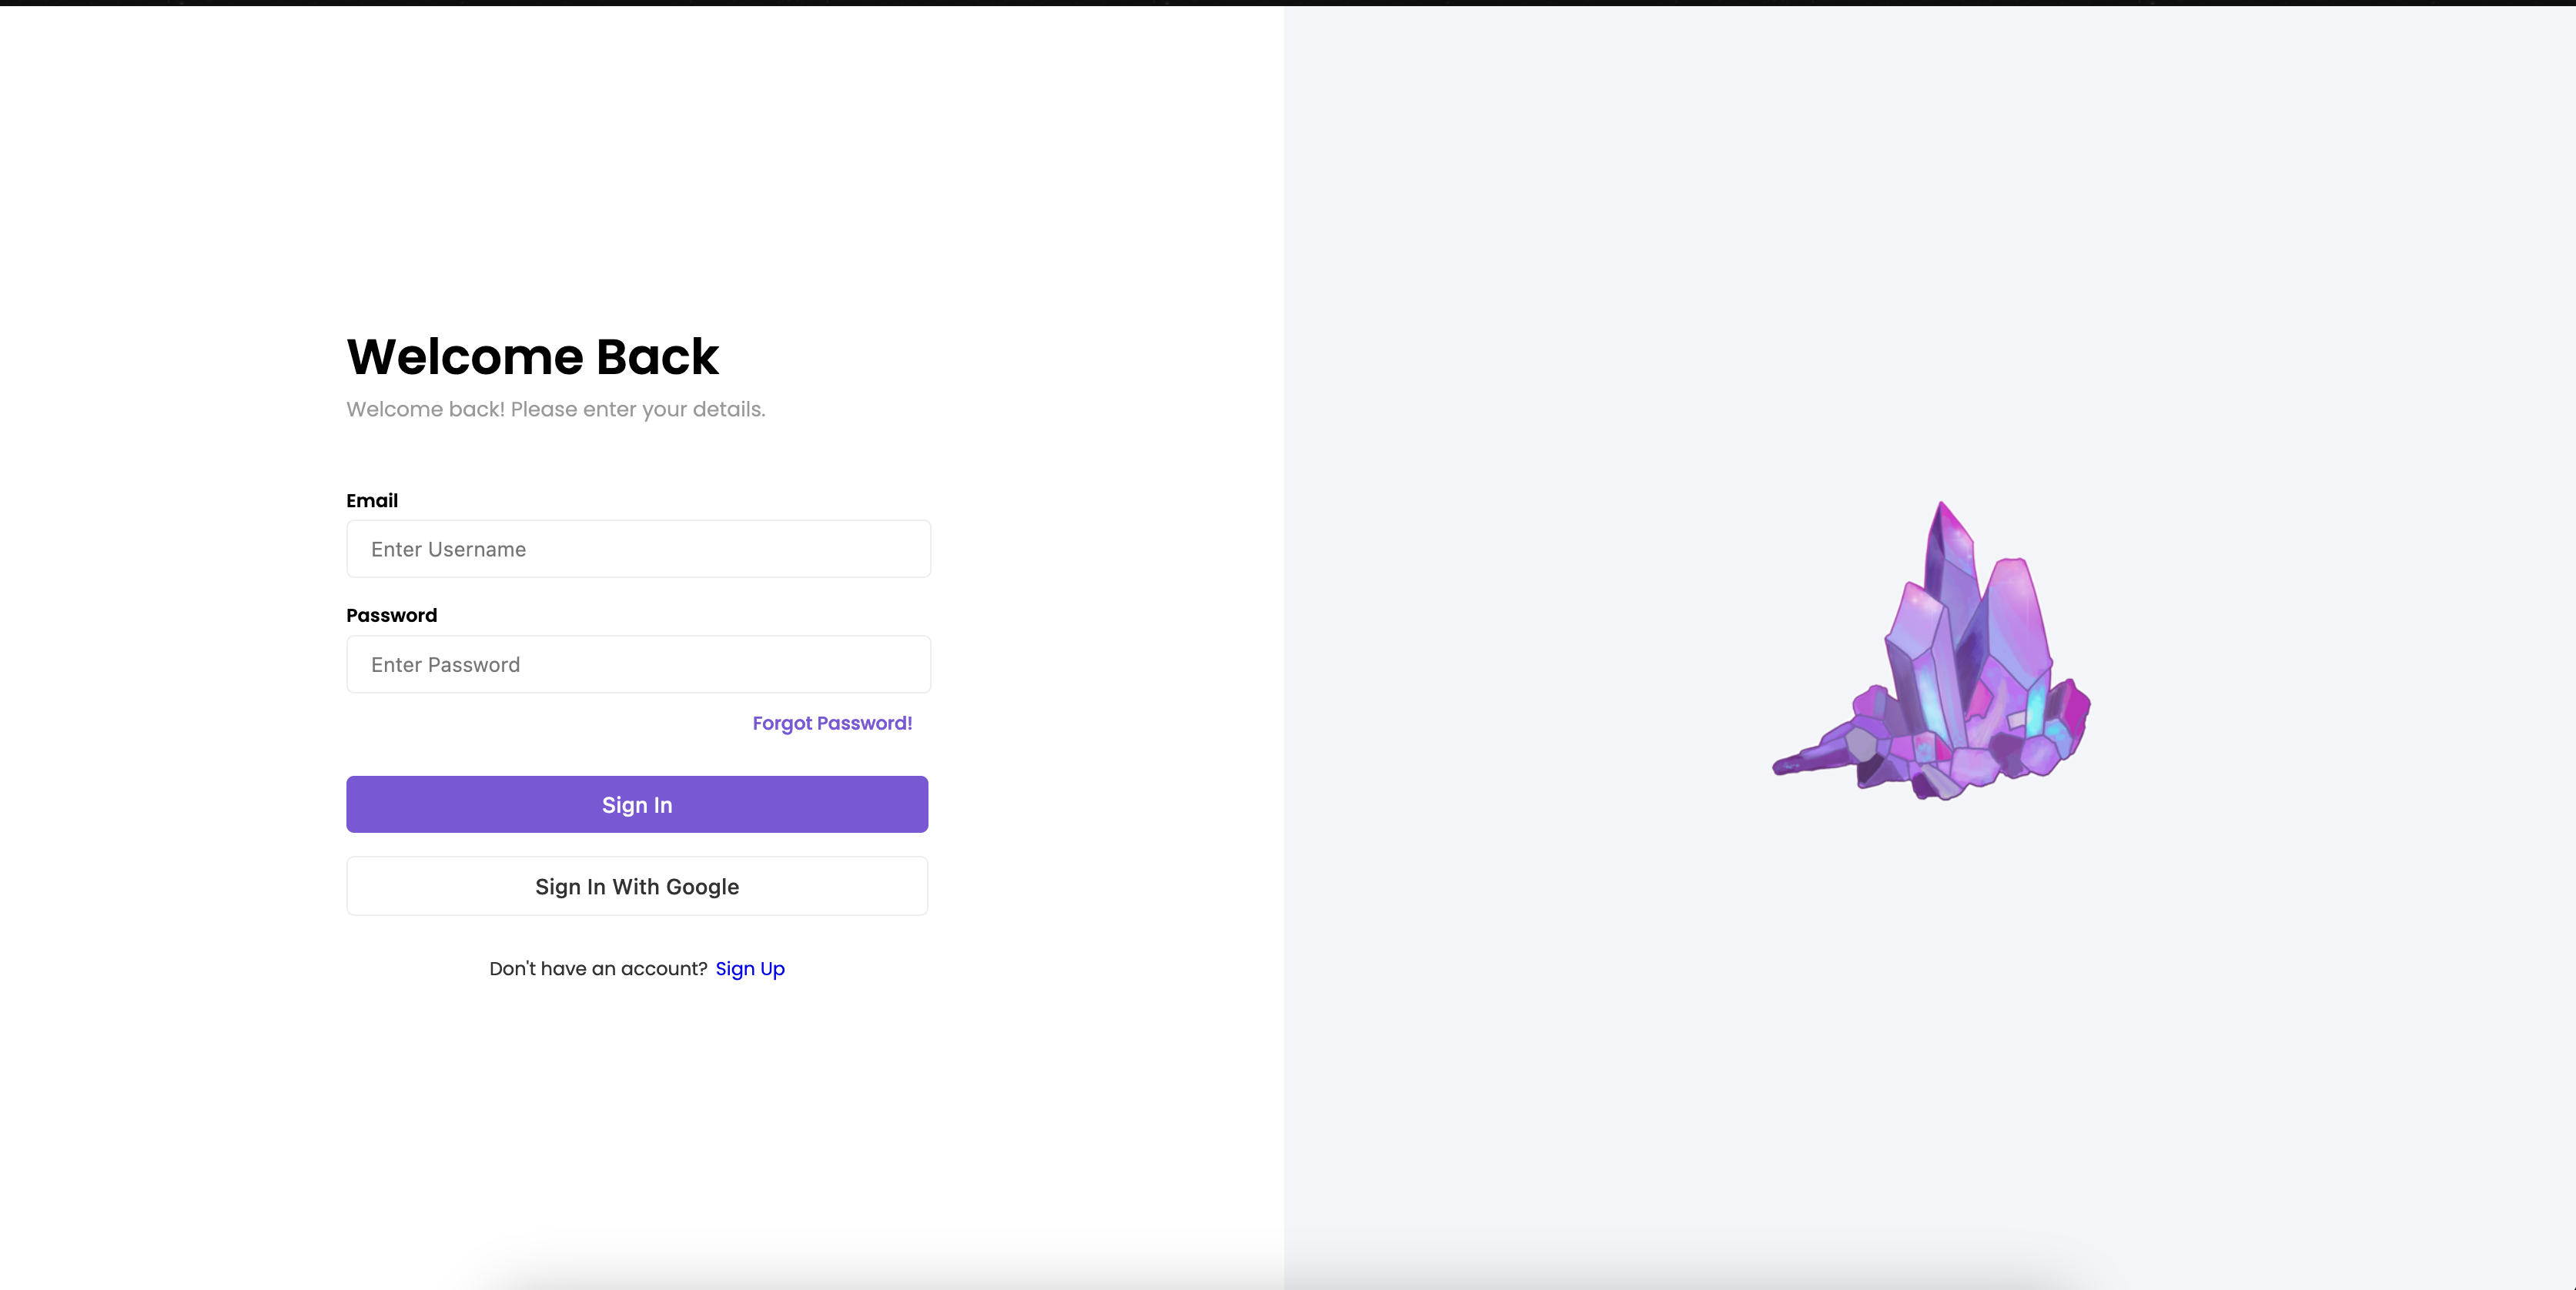 Welcome Back
Welcome back! Please enter your details.
Email
Enter Username
Password
Enter Password
Forgot Password!
Sign In
Sign In With Google
Don't have an account? Sign Up